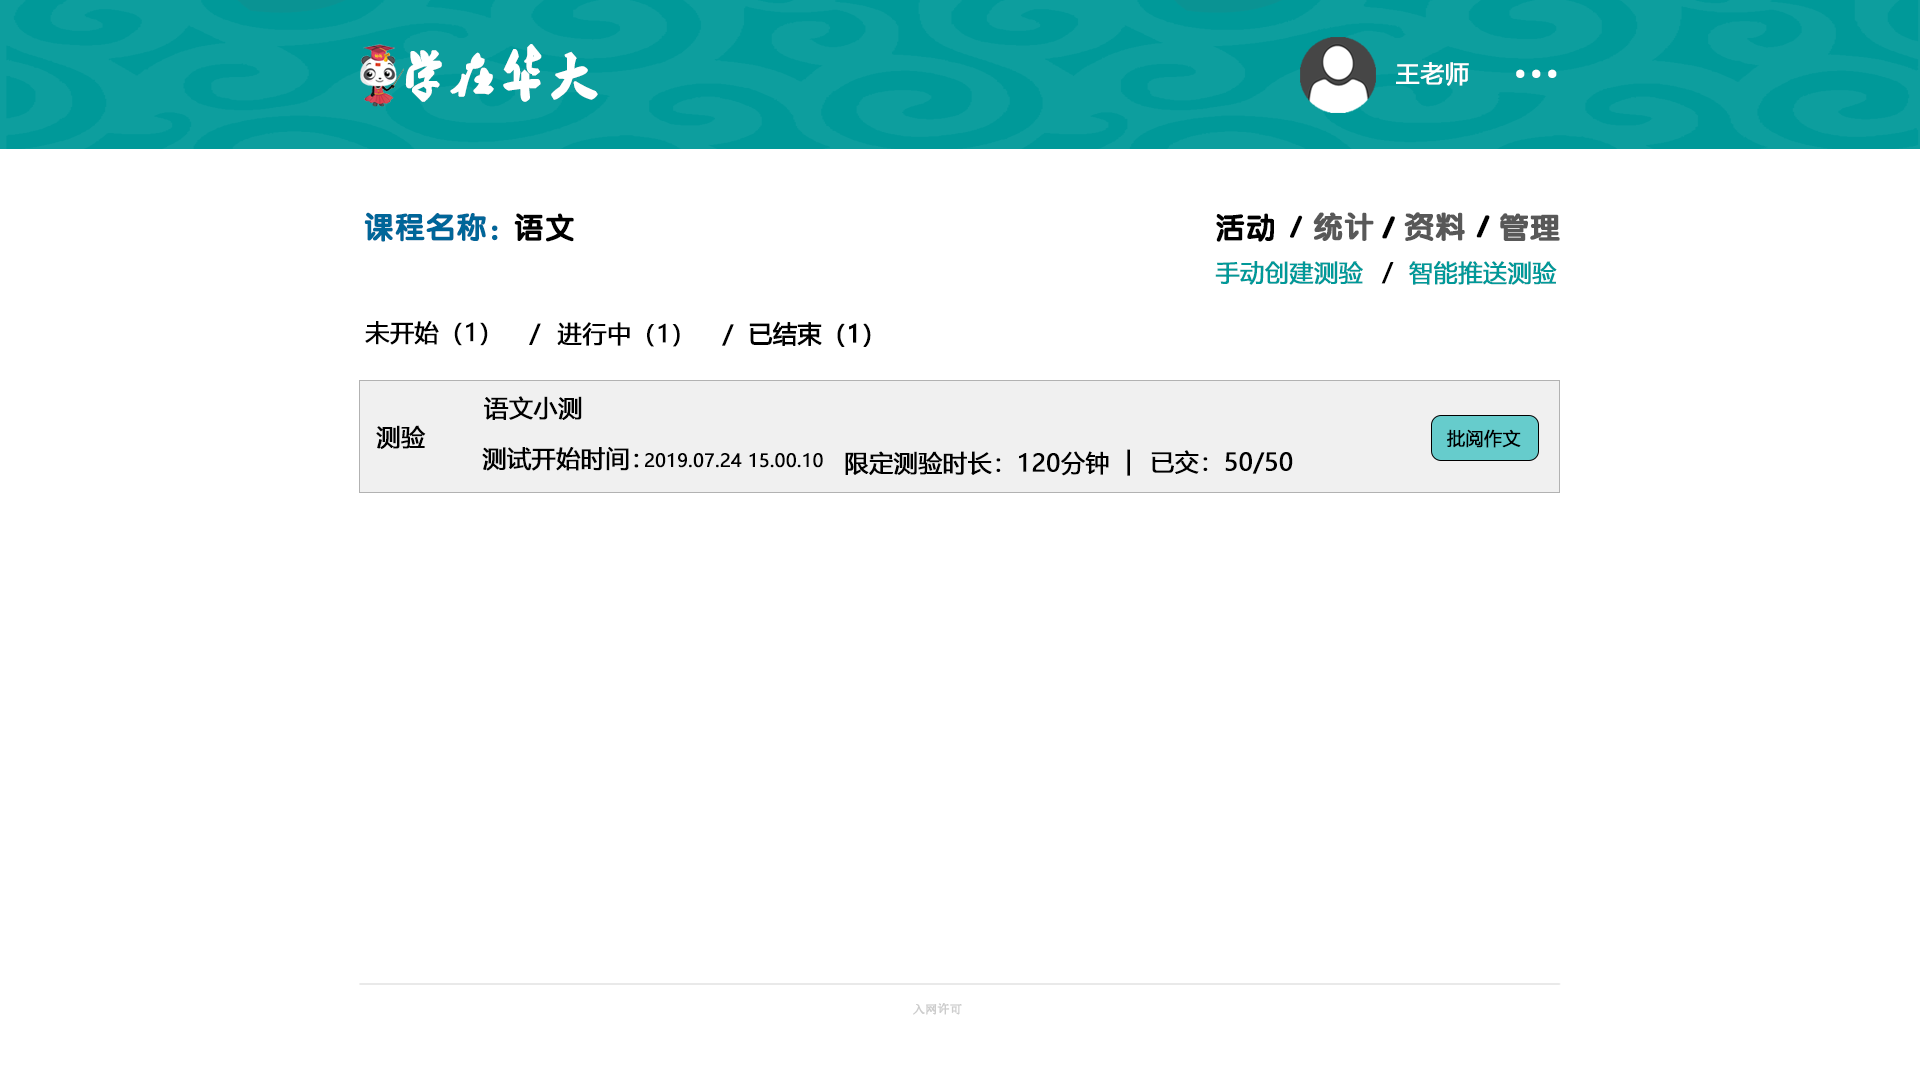 学在华大
王老师
课程名称：语文
活动 / 统计 / 资料 / 管理
手动创建测验 / 智能推送测验
未开始（1） / 进行中（1） / 已结束（1）
测验
语文小测
测试开始时间：2019.07.24 15.00.10 限定测验时长：120分钟 | 已交：50/50
批阅作文
入网许可